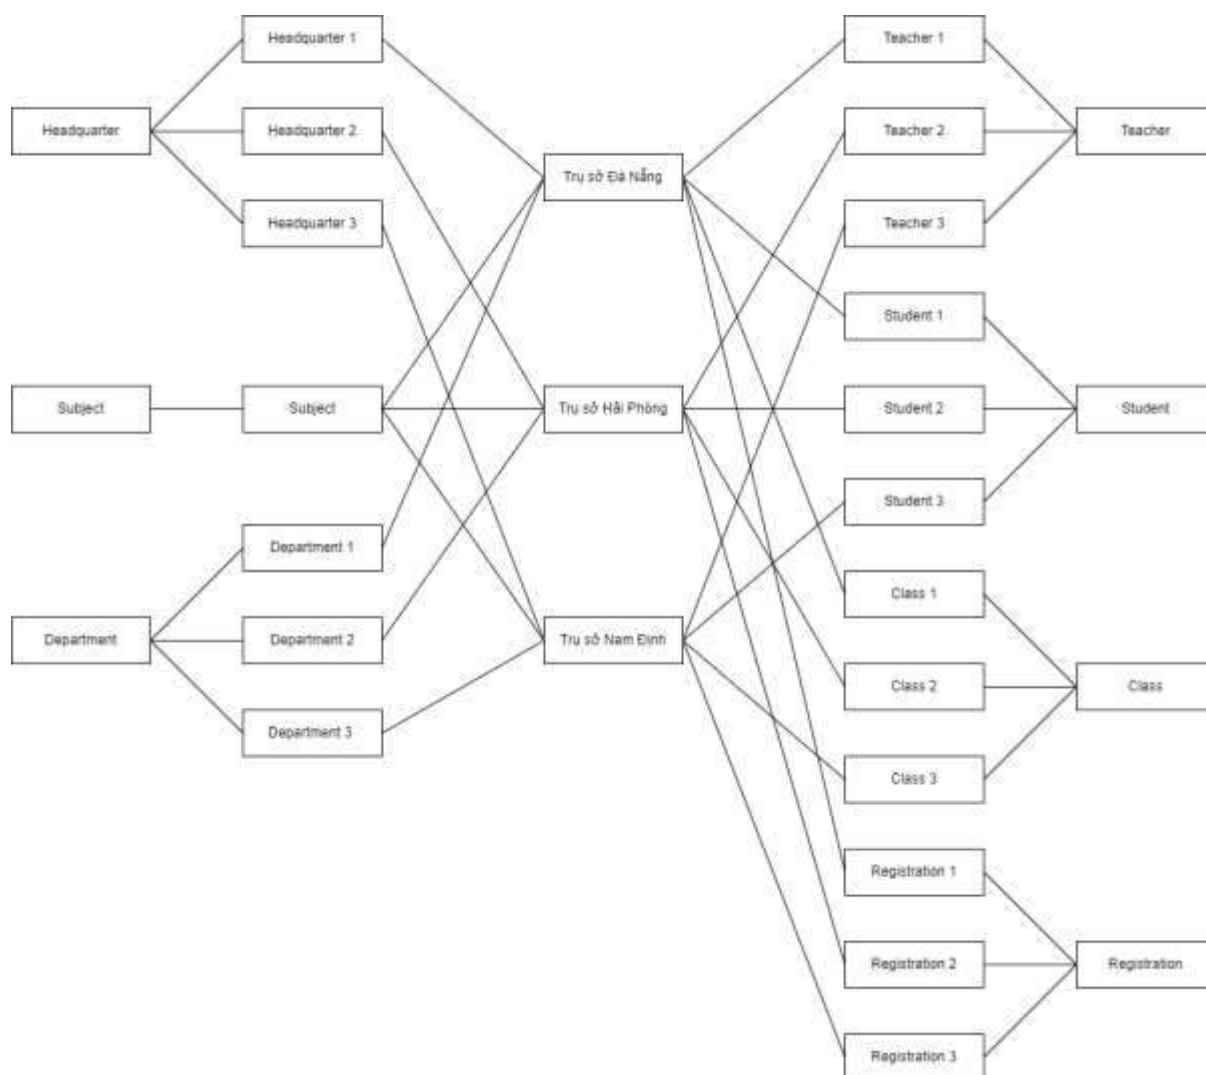 Headquarter 1
Teacher 1
Headquarter
Headquarter 2
Teacher 2
Teacher
Trụ sở Đà Nẵng
Headquarter 3
Teacher 3
Student 1
Subject
Subject
Trụ sở Hải Phòng
Student 2
Student
Student 3
Department 1
Class 1
Department
Department 2
Trụ sở Nam Định
Class 2
Class
Department 3
Class 3
Registration 1
Registration 2
Registration
Registration 3